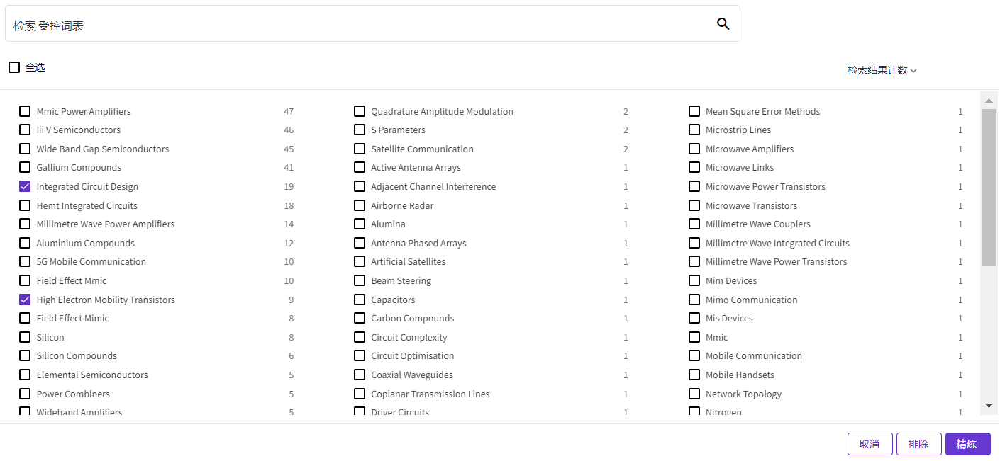 检索 受控词表
全选
检索结果计数
Mmic Power Amplifiers 47
Iii V Semiconductors 46
Wide Band Gap Semiconductors 45
Gallium Compounds 41
Integrated Circuit Design 19
Hemt Integrated Circuits 18
Millimetre Wave Power Amplifiers 14
Aluminium Compounds 12
5G Mobile Communication 10
Field Effect Mmic 10
High Electron Mobility Transistors 9
Field Effect Mimic 8
Silicon 8
Silicon Compounds 6
Elemental Semiconductors 5
Power Combiners 5
Wideband Amplifiers 5
Quadrature Amplitude Modulation 2
S Parameters 2
Satellite Communication 2
Active Antenna Arrays 1
Adjacent Channel Interference 1
Airborne Radar 1
Alumina 1
Antenna Phased Arrays 1
Artificial Satellites 1
Beam Steering 1
Capacitors 1
Carbon Compounds 1
Circuit Complexity 1
Circuit Optimisation 1
Coaxial Waveguides 1
Coplanar Transmission Lines 1
Driver Circuits 1
Mean Square Error Methods 1
Microstrip Lines 1
Microwave Amplifiers 1
Microwave Links 1
Microwave Power Transistors 1
Microwave Transistors 1
Millimetre Wave Couplers 1
Millimetre Wave Integrated Circuits 1
Millimetre Wave Power Transistors 1
Mim Devices 1
Mimo Communication 1
Mis Devices 1
Mmic 1
Mobile Communication 1
Mobile Handsets 1
Network Topology 1
Nitrogen 1
取消 排除 精炼